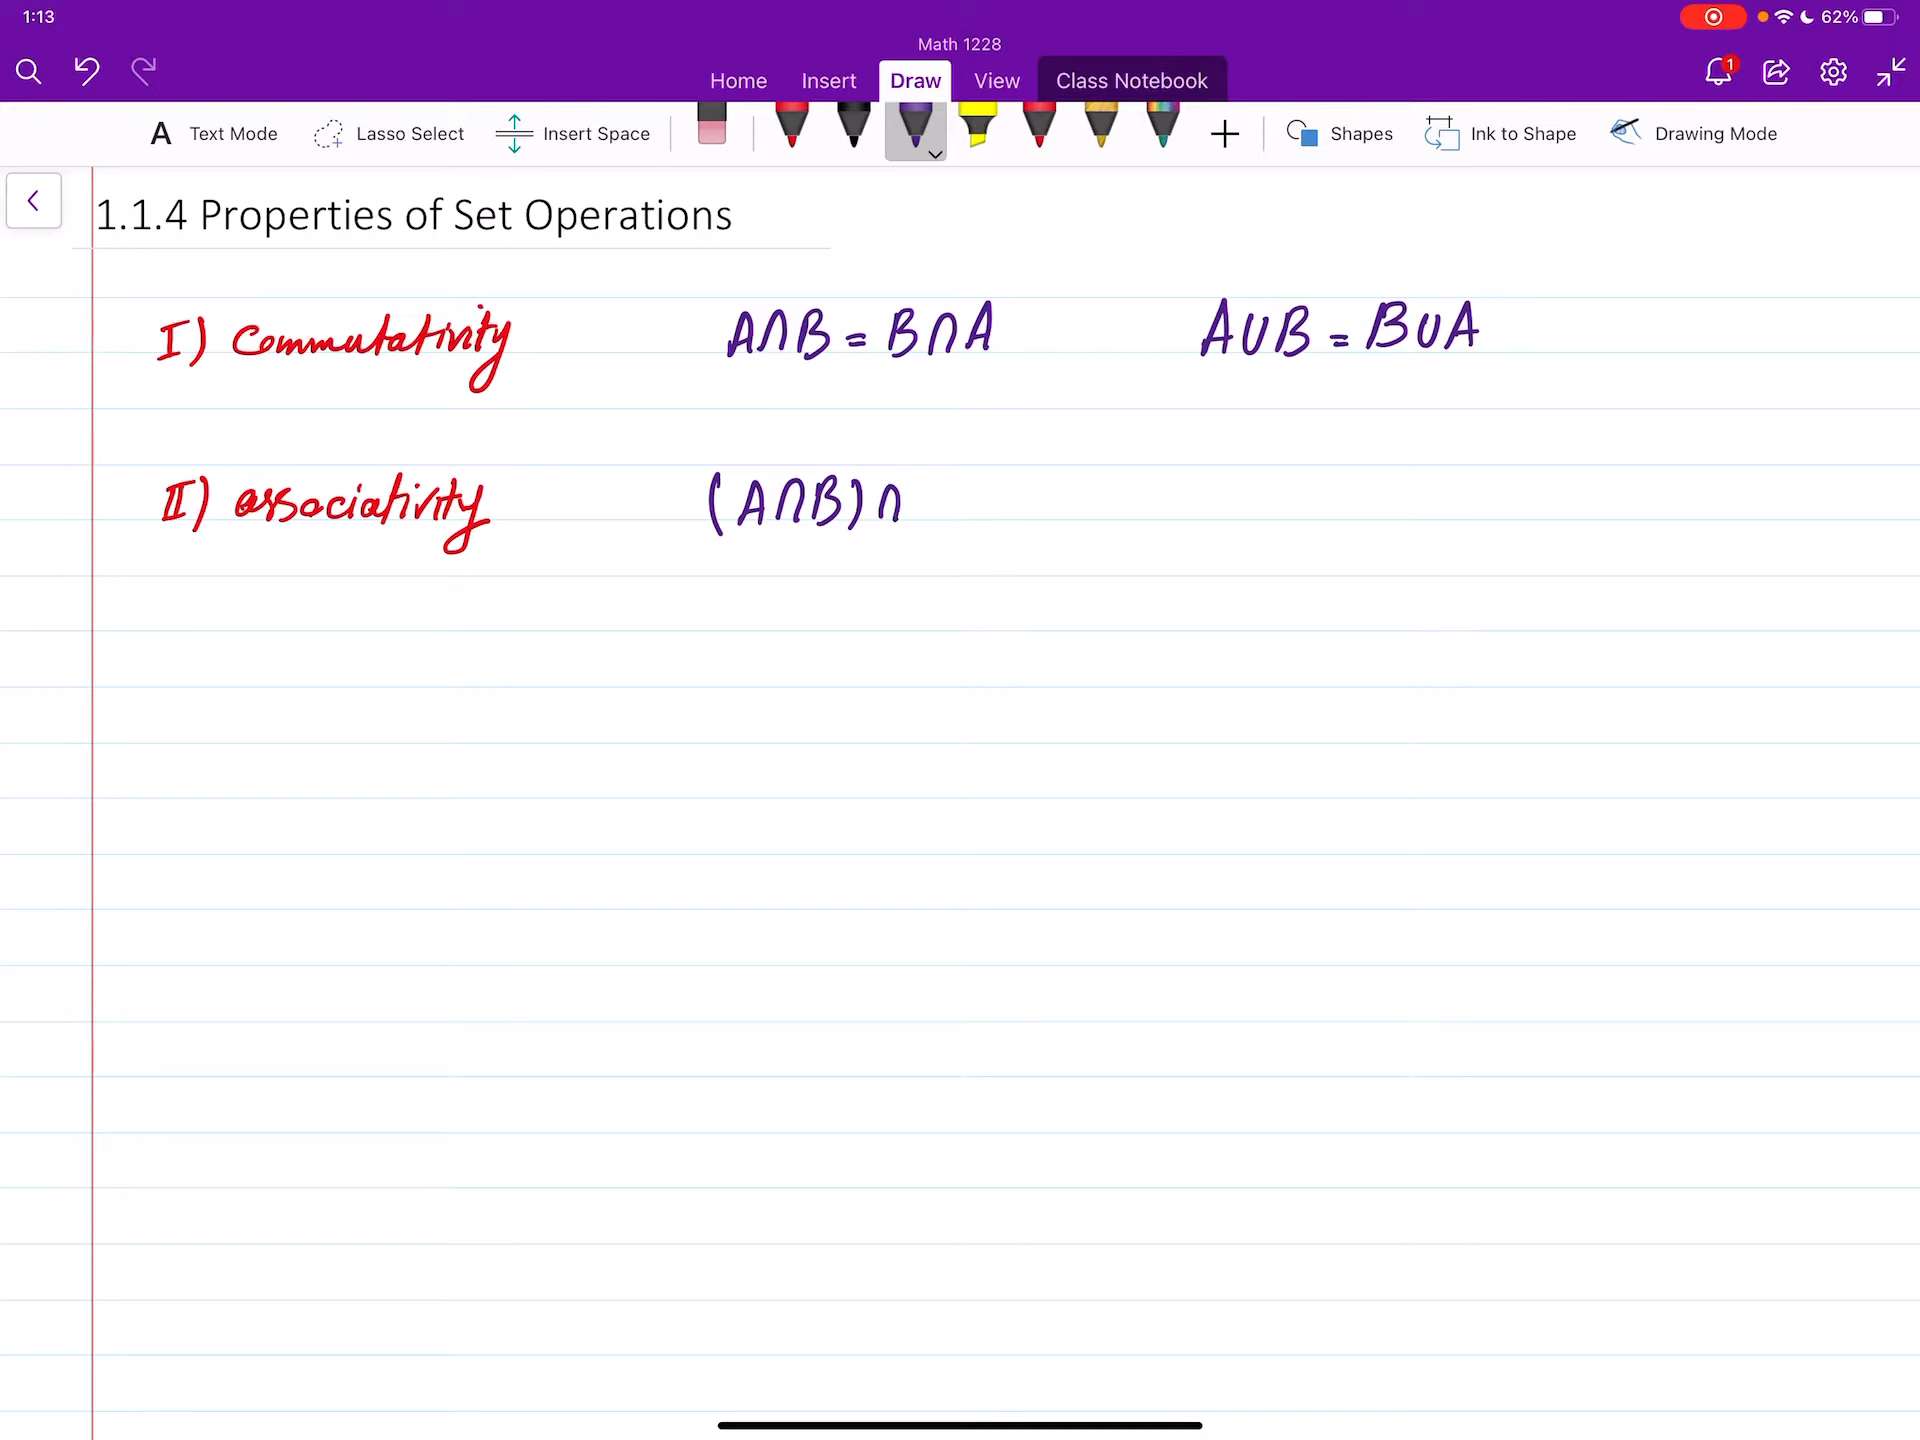 1:13
62%
Math 1228
1
Home Insert Draw View Class Notebook
A Text Mode Lasso Select Insert Space Shapes Ink to Shape Drawing Mode
1.1.4 Properties of Set Operations
I) Commutativity A∩B = B∩A A∪B = B∪A
II) associativity (A∩B)∩